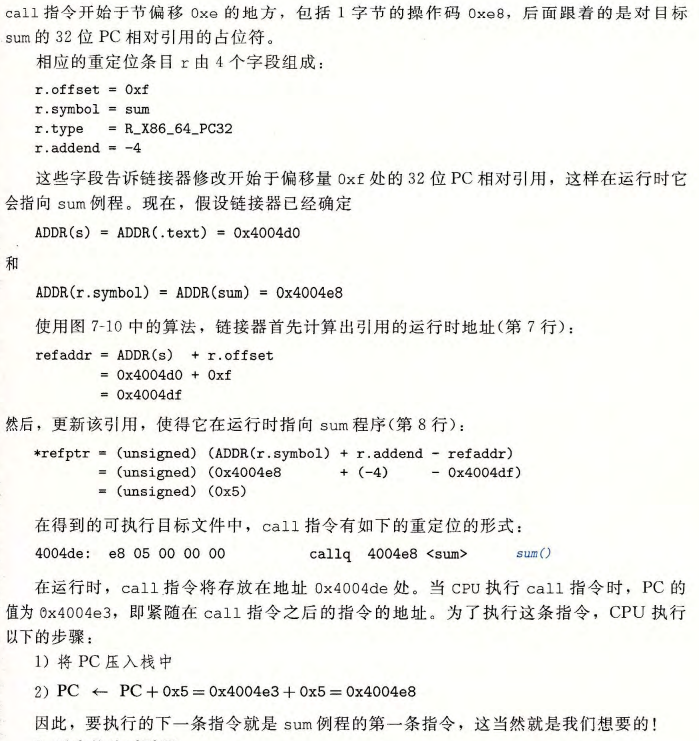 call 指令开始于节偏移 0xe 的地方，包括 1 字节的操作码 0xe8，后面跟着的是对目标
sum 的 32 位 PC 相对引用的占位符。
相应的重定位条目 r 由 4 个字段组成：
r.offset = 0xf
r.symbol = sum
r.type = R_X86_64_PC32
r.addend = -4
这些字段告诉链接器修改开始于偏移量 0xf 处的 32 位 PC 相对引用，这样在运行时它
会指向 sum 例程。现在，假设链接器已经确定
ADDR(s) = ADDR(.text) = 0x4004d0
和
ADDR(r.symbol) = ADDR(sum) = 0x4004e8
使用图 7-10 中的算法，链接器首先计算出引用的运行时地址(第 7 行)：
refaddr = ADDR(s) + r.offset
= 0x4004d0 + 0xf
= 0x4004df
然后，更新该引用，使得它在运行时指向 sum 程序(第 8 行)：
*refptr = (unsigned) (ADDR(r.symbol) + r.addend - refaddr)
= (unsigned) (0x4004e8 + (-4) - 0x4004df)
= (unsigned) (0x5)
在得到的可执行目标文件中，call 指令有如下的重定位的形式：
4004de: e8 05 00 00 00 callq 4004e8 <sum> sum()
在运行时，call 指令将存放在地址 0x4004de 处。当 CPU 执行 call 指令时，PC 的
值为 0x4004e3，即紧随在 call 指令之后的指令的地址。为了执行这条指令，CPU 执行
以下的步骤：
1) 将 PC 压入栈中
2) PC ← PC + 0x5 = 0x4004e3 + 0x5 = 0x4004e8
因此，要执行的下一条指令就是 sum 例程的第一条指令，这当然就是我们想要的！